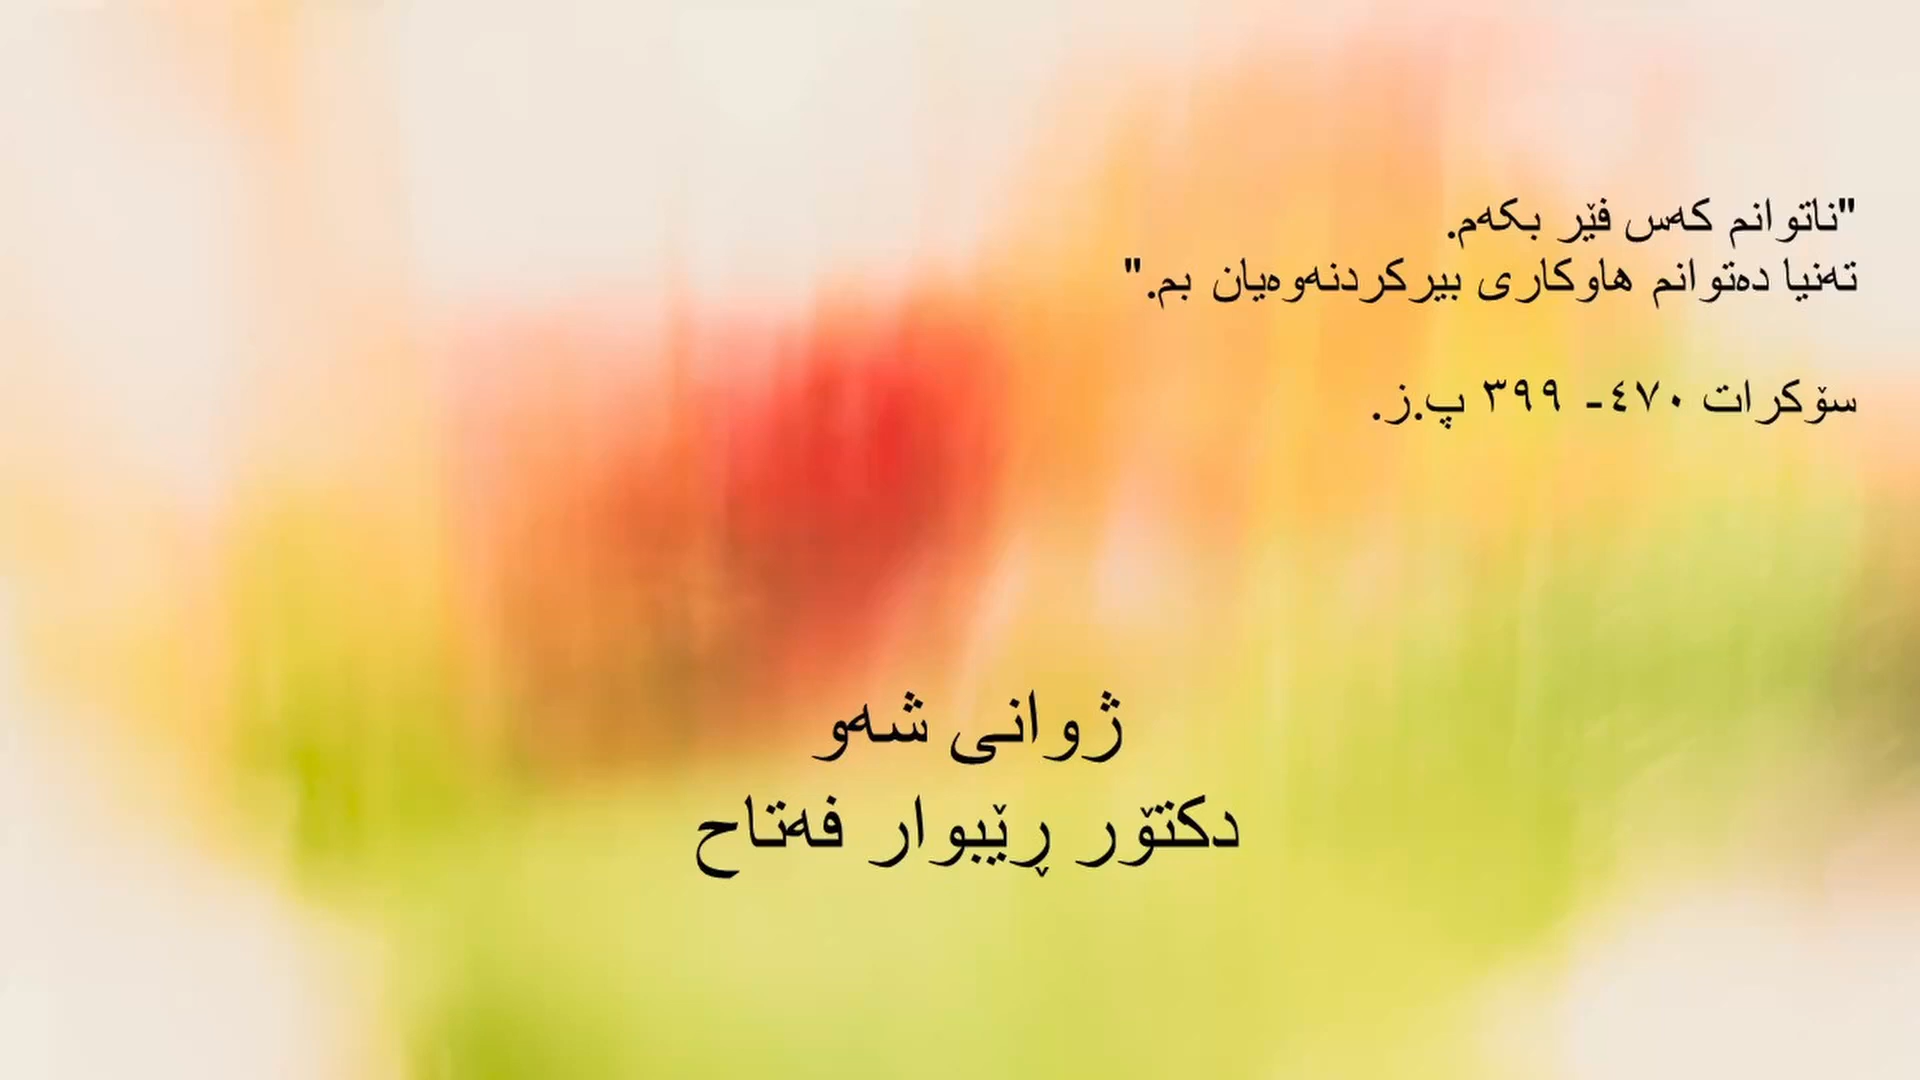 "ناتوانم کەس فێر بکەم.
تەنیا دەتوانم هاوکاری بیرکردنەوەیان بم."
سۆکرات ٤٧٠- ٣٩٩ پ.ز.
ژوانی شەو
دکتۆر ڕێبوار فەتاح